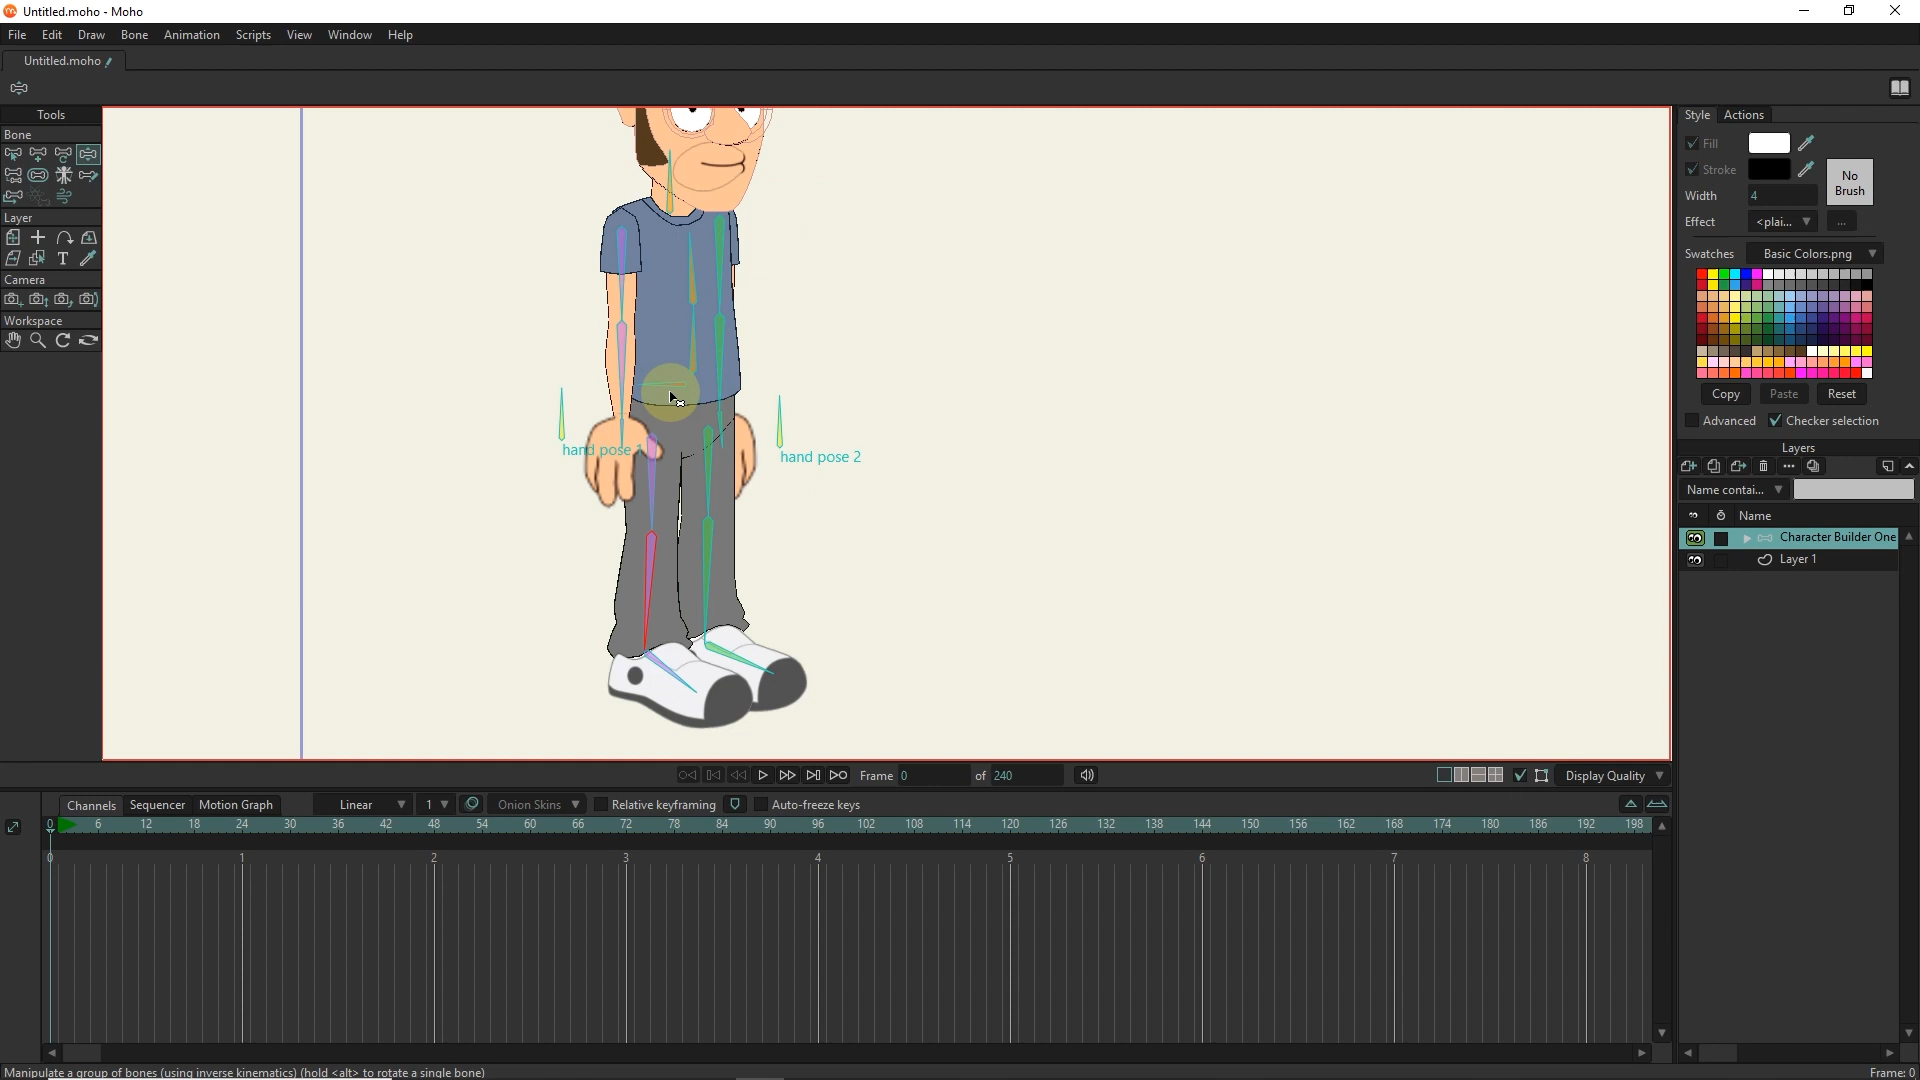 Untitled.moho - Moho
File Edit Draw Bone Animation Scripts View Window Help
Untitled.moho
Tools
Bone
Layer
Camera
Workspace
hand pose 1
hand pose 2
Style Actions
Fill
Stroke
No Brush
Width 4
Effect <plai... ...
Swatches Basic Colors.png
Copy Paste Reset
Advanced Checker selection
Layers
Name contai...
Name
Character Builder One
Layer 1
Frame 0 of 240 Display Quality
Channels Sequencer Motion Graph Linear 1 Onion Skins Relative keyframing Auto-freeze keys
0 6 12 18 24 30 36 42 48 54 60 66 72 78 84 90 96 102 108 114 120 126 132 138 144 150 156 162 168 174 180 186 192 198
0 1 2 3 4 5 6 7 8
Manipulate a group of bones (using inverse kinematics) (hold <alt> to rotate a single bone) Frame: 0